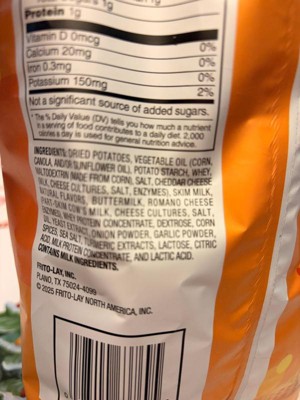 Protein 1g
Vitamin D 0mcg 0%
Calcium 20mg 0%
Iron 0.3mg 0%
Potassium 150mg 2%
Not a significant source of added sugars.
* The % Daily Value (DV) tells you how much a nutrient
in a serving of food contributes to a daily diet. 2,000
calories a day is used for general nutrition advice.
INGREDIENTS: DRIED POTATOES, VEGETABLE OIL (CORN,
CANOLA, AND/OR SUNFLOWER OIL), POTATO STARCH, WHEY,
MALTODEXTRIN (MADE FROM CORN), SALT, CHEDDAR CHEESE
(MILK, CHEESE CULTURES, SALT, ENZYMES), SKIM MILK,
NATURAL FLAVORS, BUTTERMILK, ROMANO CHEESE
(PART-SKIM COW'S MILK, CHEESE CULTURES, SALT,
ENZYMES), WHEY PROTEIN CONCENTRATE, DEXTROSE, CORN
OIL, YEAST EXTRACT, ONION POWDER, GARLIC POWDER,
SPICES, SEA SALT, TURMERIC EXTRACTS, LACTOSE, CITRIC
ACID, MILK PROTEIN CONCENTRATE, AND LACTIC ACID.
CONTAINS MILK INGREDIENTS.
FRITO-LAY, INC.
PLANO, TX 75024-4099
© 2025 FRITO-LAY NORTH AMERICA, INC.